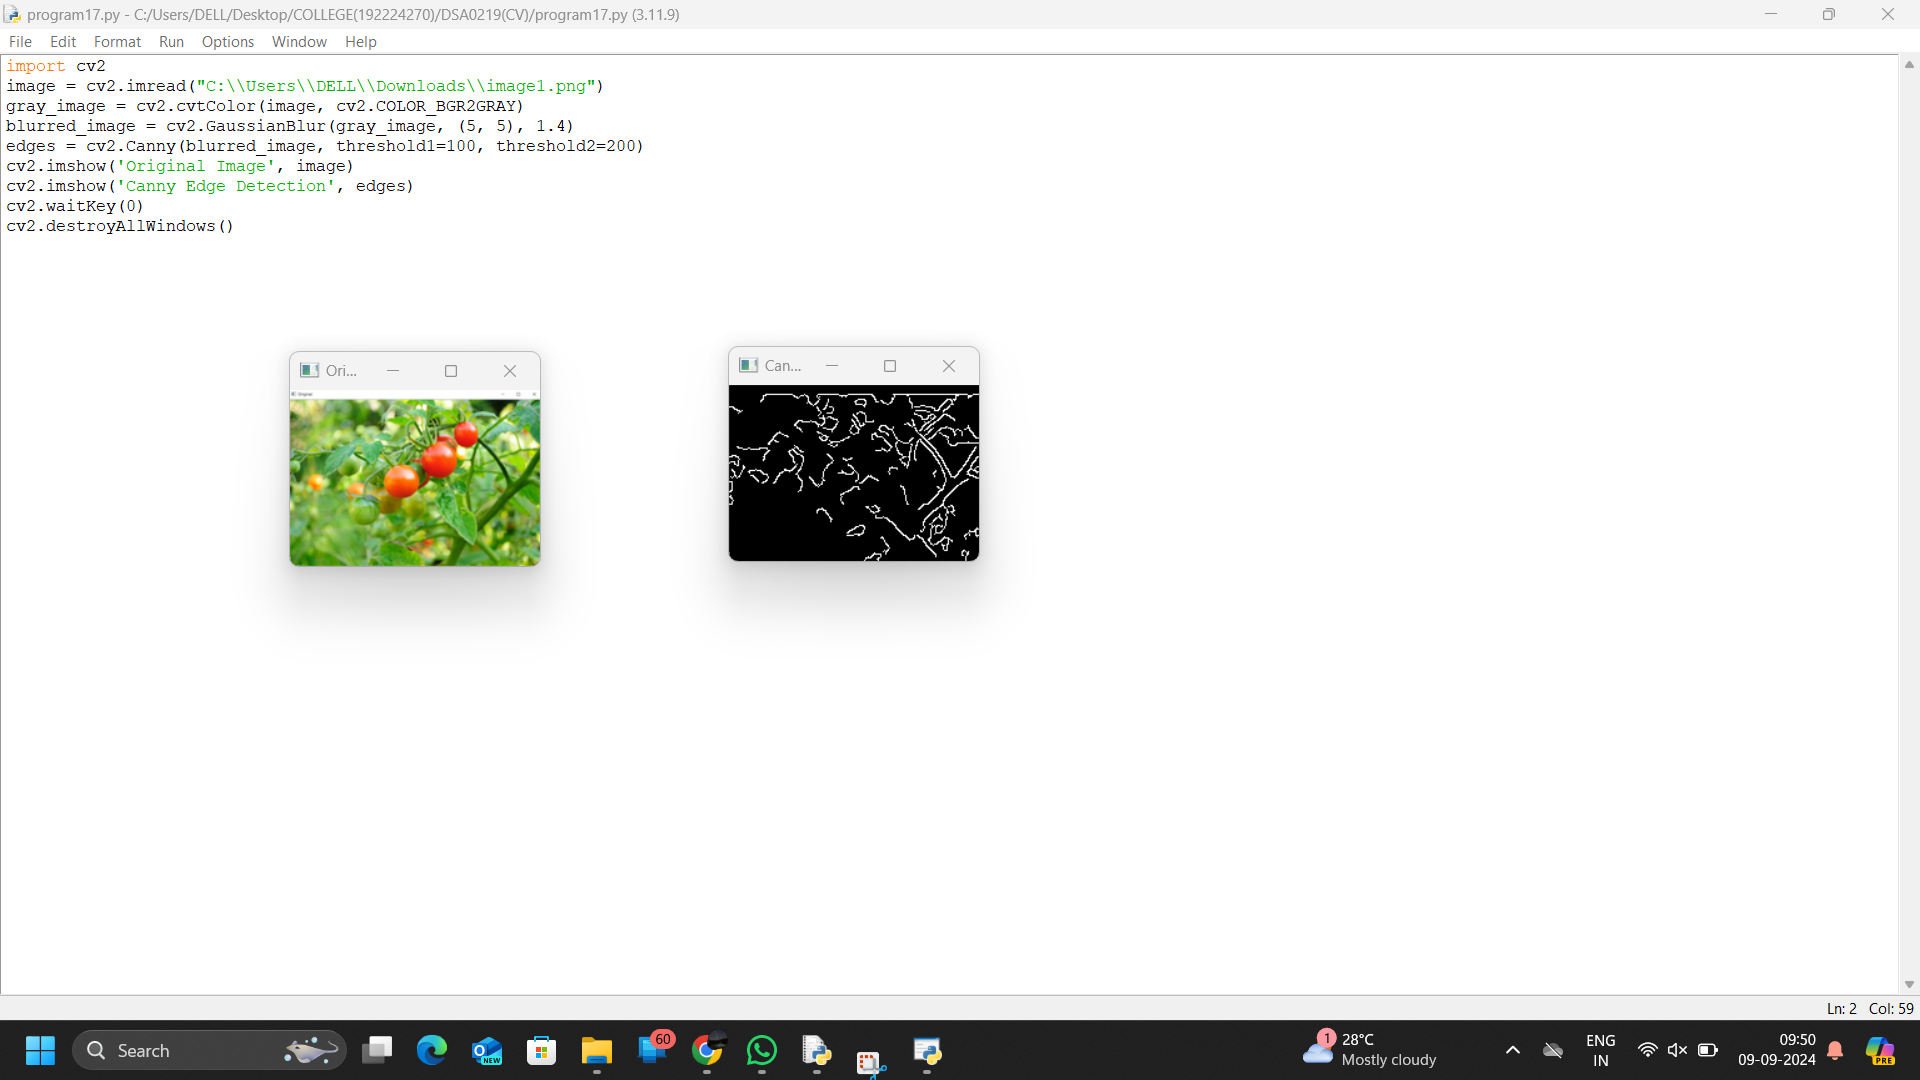 program17.py - C:/Users/DELL/Desktop/COLLEGE(192224270)/DSA0219(CV)/program17.py (3.11.9)
File Edit Format Run Options Window Help
import cv2
image = cv2.imread("C:\\Users\\DELL\\Downloads\\image1.png")
gray_image = cv2.cvtColor(image, cv2.COLOR_BGR2GRAY)
blurred_image = cv2.GaussianBlur(gray_image, (5, 5), 1.4)
edges = cv2.Canny(blurred_image, threshold1=100, threshold2=200)
cv2.imshow('Original Image', image)
cv2.imshow('Canny Edge Detection', edges)
cv2.waitKey(0)
cv2.destroyAllWindows()
Ori...
Can...
Original
Ln: 2 Col: 59
Search
NEW
60
1
28°C
Mostly cloudy
ENG
IN
09:50
09-09-2024
PRE